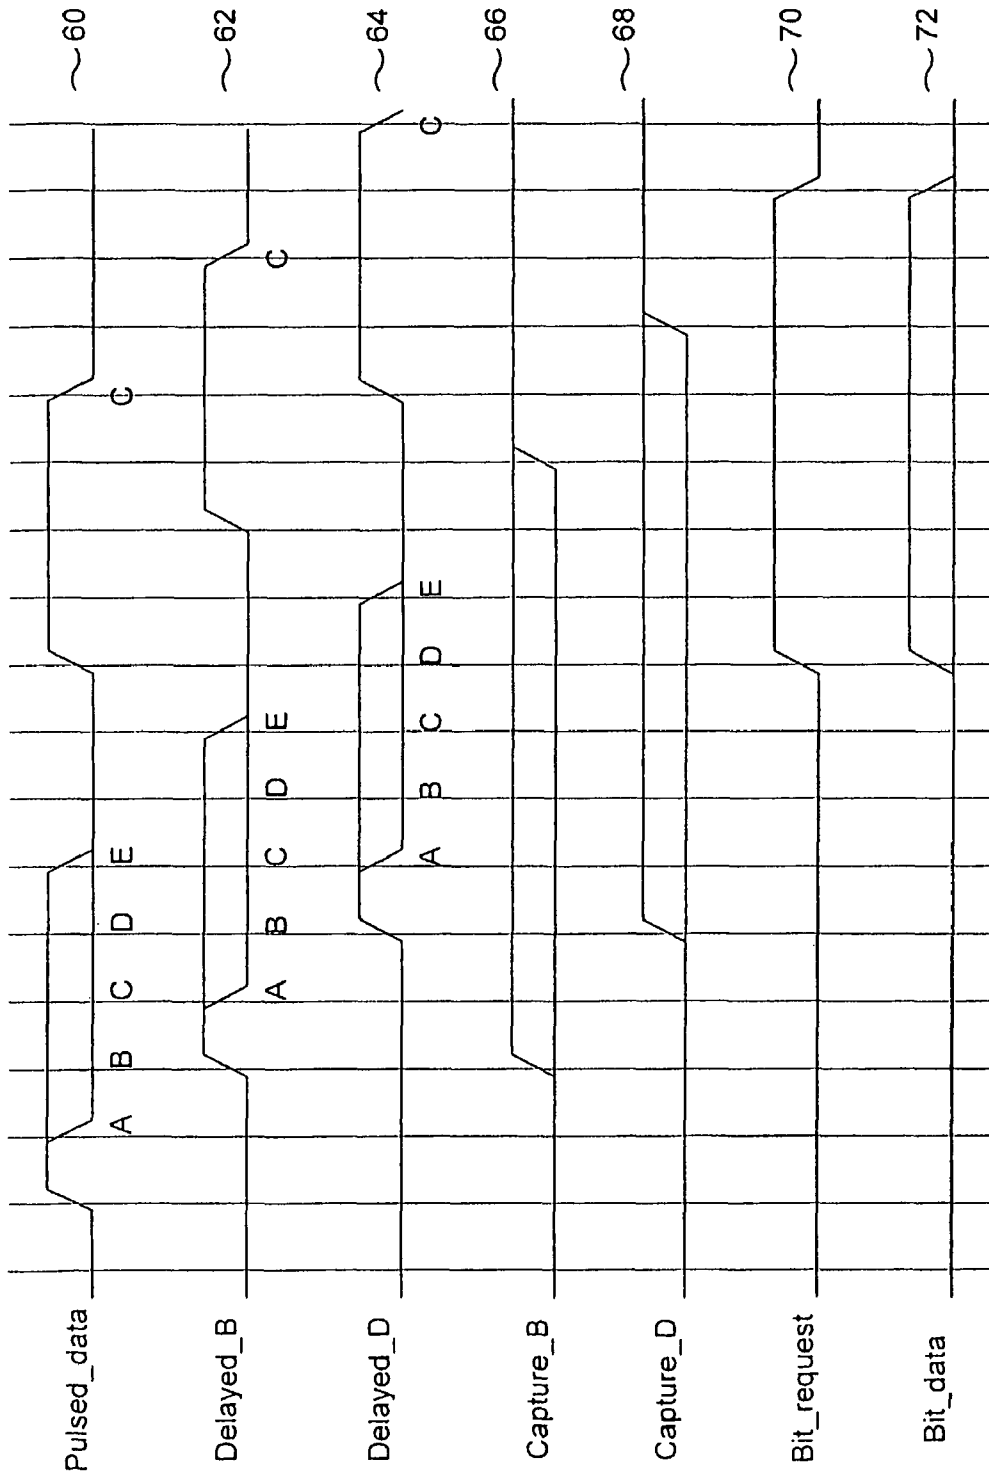 Pulsed_data A B C D E C ~60
Delayed_B A B C D E C ~62
Delayed_D A B C D E C ~64
Capture_B ~66
Capture_D ~68
Bit_request ~70
Bit_data ~72